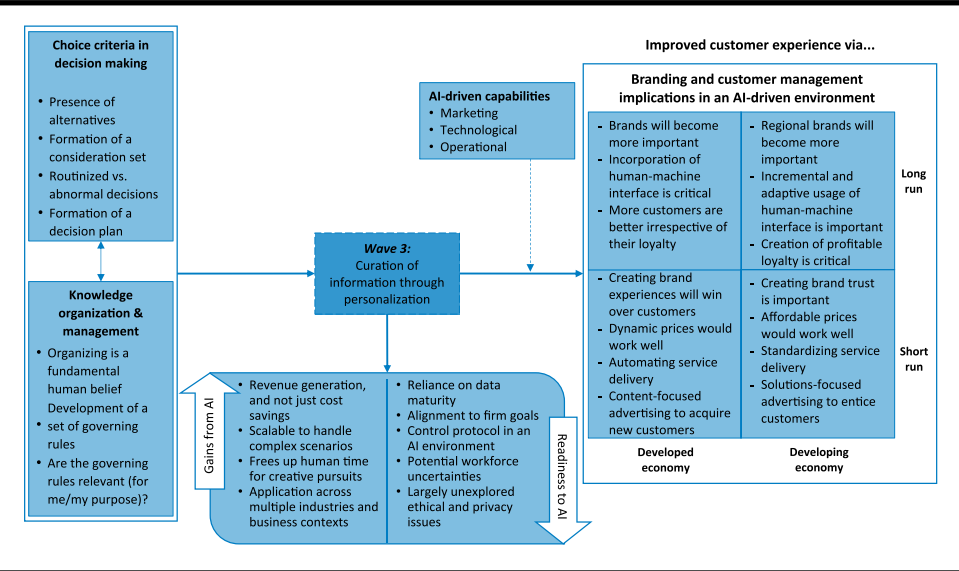 Choice criteria in
decision making
• Presence of
alternatives
• Formation of a
consideration set
• Routinized vs.
abnormal decisions
• Formation of a
decision plan
Knowledge
organization &
management
• Organizing is a
fundamental
human belief
Development of a
• set of governing
rules
• Are the governing
rules relevant (for
me/my purpose)?
Wave 3:
Curation of
information through
personalization
AI-driven capabilities
• Marketing
• Technological
• Operational
Gains from AI
• Revenue generation,
and not just cost
savings
• Scalable to handle
complex scenarios
• Frees up human time
for creative pursuits
• Application across
multiple industries and
business contexts
• Reliance on data
maturity
• Alignment to firm goals
• Control protocol in an
AI environment
• Potential workforce
uncertainties
• Largely unexplored
ethical and privacy
issues
Readiness to AI
Improved customer experience via...
Branding and customer management
implications in an AI-driven environment
- Brands will become
more important
- Incorporation of
human-machine
interface is critical
- More customers are
better irrespective of
their loyalty
- Regional brands will
become more
important
- Incremental and
adaptive usage of
human-machine
interface is important
- Creation of profitable
loyalty is critical
Long
run
- Creating brand
experiences will win
over customers
- Dynamic prices would
work well
- Automating service
delivery
- Content-focused
advertising to acquire
new customers
- Creating brand trust
is important
- Affordable prices
would work well
- Standardizing service
delivery
- Solutions-focused
advertising to entice
customers
Short
run
Developed
economy
Developing
economy